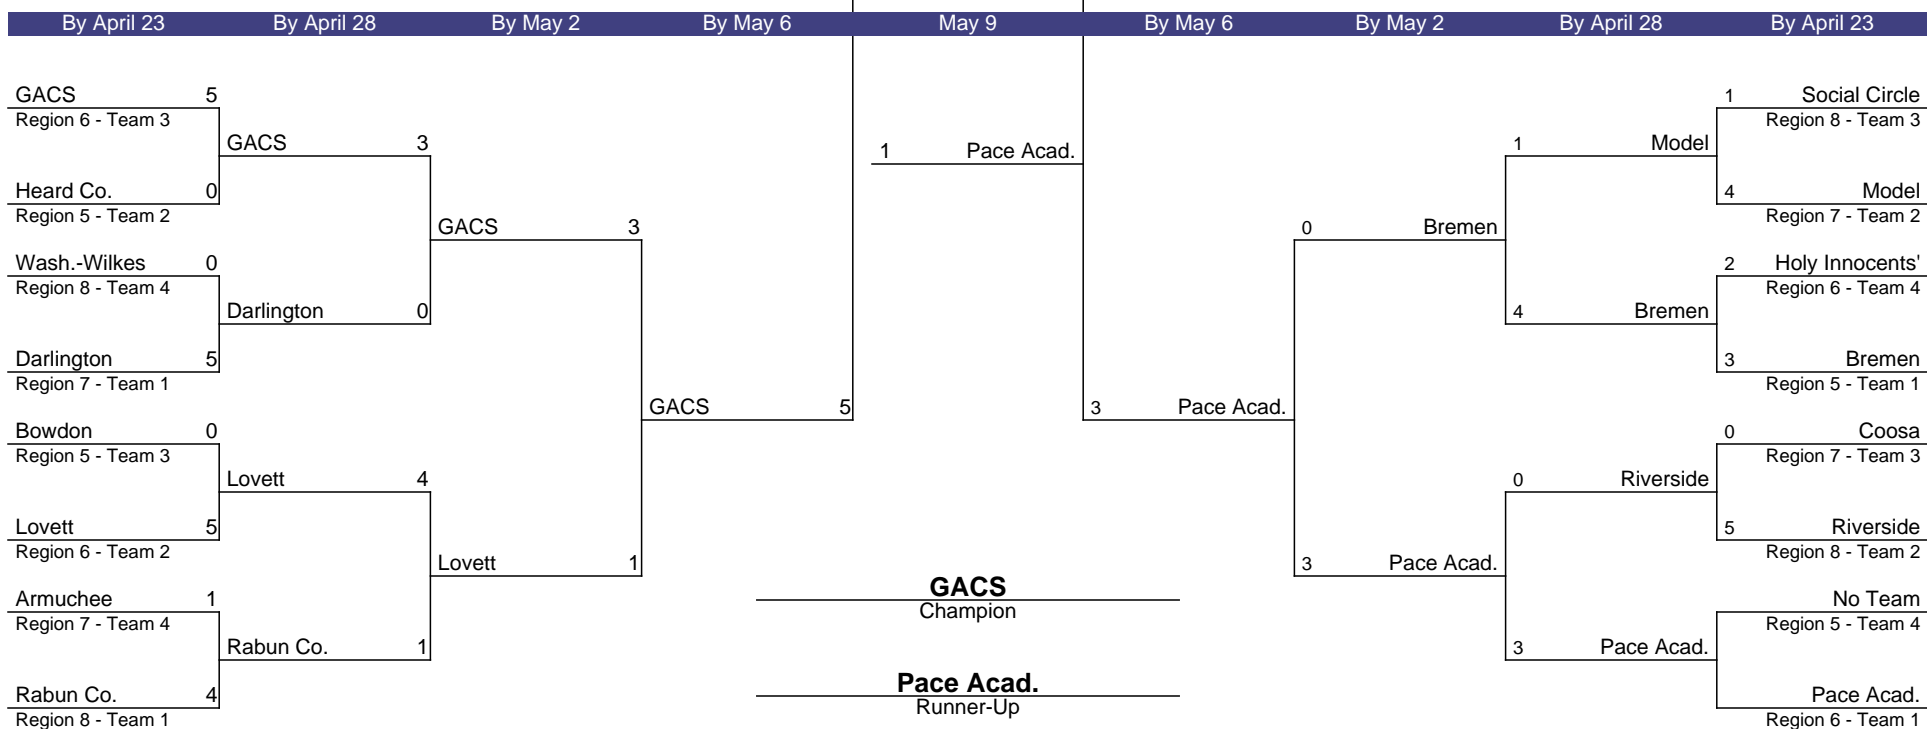 By April 23 By April 28 By May 2 By May 6 May 9 By May 6 By May 2 By April 28 By April 23
GACS 5 1 Social Circle
Region 6 - Team 3 Region 8 - Team 3
GACS 3 1 Pace Acad. 1 Model
Heard Co. 0 4 Model
Region 5 - Team 2 Region 7 - Team 2
GACS 3 0 Bremen
Wash.-Wilkes 0 2 Holy Innocents'
Region 8 - Team 4 Region 6 - Team 4
Darlington 0 4 Bremen
Darlington 5 3 Bremen
Region 7 - Team 1 Region 5 - Team 1
GACS 5 3 Pace Acad.
Bowdon 0 0 Coosa
Region 5 - Team 3 Region 7 - Team 3
Lovett 4 0 Riverside
Lovett 5 5 Riverside
Region 6 - Team 2 Region 8 - Team 2
Lovett 1 3 Pace Acad.
GACS
Armuchee 1 Champion No Team
Region 7 - Team 4 Region 5 - Team 4
Rabun Co. 1 3 Pace Acad.
Pace Acad.
Rabun Co. 4 Runner-Up Pace Acad.
Region 8 - Team 1 Region 6 - Team 1